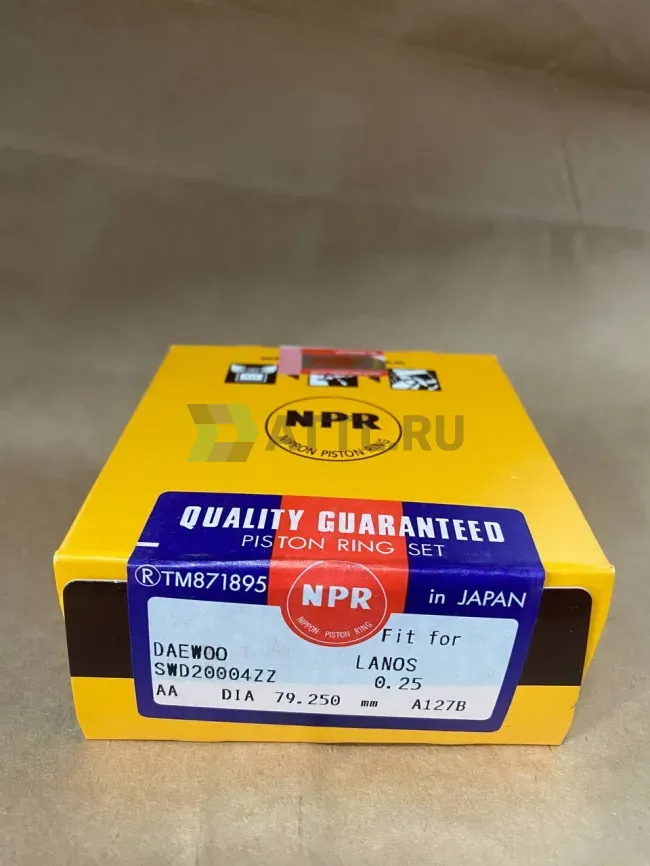 NPR
NIPPON PISTON RING
ATTC.RU
QUALITY GUARANTEED
PISTON RING SET
®TM871895
NPR
NIPPON PISTON RING
in JAPAN
Fit for
DAEWOO
LANOS
SWD20004ZZ
0.25
AA DIA 79.250 mm A127B